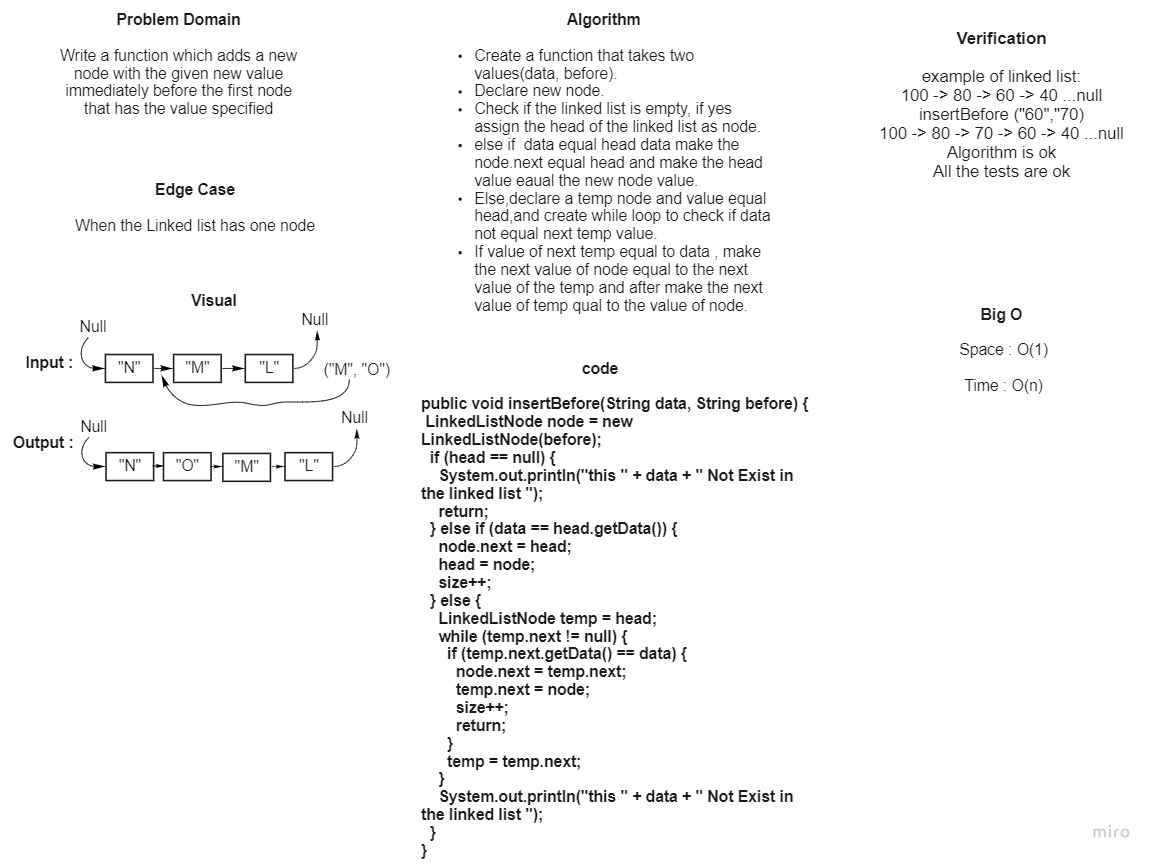 Problem Domain
Write a function which adds a new
node with the given new value
immediately before the first node
that has the value specified
Edge Case
When the Linked list has one node
Visual
Null
Null
Input :
"N"
"M"
"L"
("M", "O")
Null
Null
Output :
"N"
"O"
"M"
"L"
Algorithm
• Create a function that takes two
values(data, before).
• Declare new node.
• Check if the linked list is empty, if yes
assign the head of the linked list as node.
• else if data equal head data make the
node.next equal head and make the head
value eaual the new node value.
• Else,declare a temp node and value equal
head,and create while loop to check if data
not equal next temp value.
• If value of next temp equal to data , make
the next value of node equal to the next
value of the temp and after make the next
value of temp qual to the value of node.
code
public void insertBefore(String data, String before) {
LinkedListNode node = new
LinkedListNode(before);
if (head == null) {
System.out.println("this " + data + " Not Exist in
the linked list ");
return;
} else if (data == head.getData()) {
node.next = head;
head = node;
size++;
} else {
LinkedListNode temp = head;
while (temp.next != null) {
if (temp.next.getData() == data) {
node.next = temp.next;
temp.next = node;
size++;
return;
}
temp = temp.next;
}
System.out.println("this " + data + " Not Exist in
the linked list ");
}
}
Verification
example of linked list:
100 -> 80 -> 60 -> 40 ...null
insertBefore ("60","70)
100 -> 80 -> 70 -> 60 -> 40 ...null
Algorithm is ok
All the tests are ok
Big O
Space : O(1)
Time : O(n)
miro